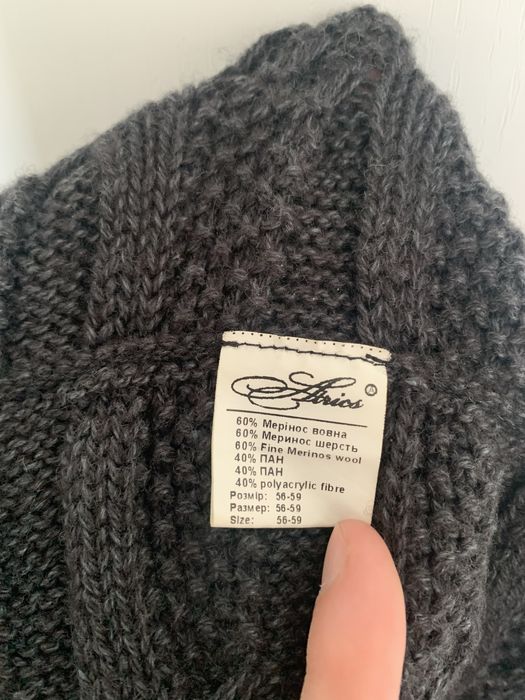 Atrics
60% Мерінос вовна
60% Меринос шерсть
60% Fine Merinos wool
40% ПАН
40% ПАН
40% polyacrylic fibre
Розмір: 56-59
Размер: 56-59
Size: 56-59